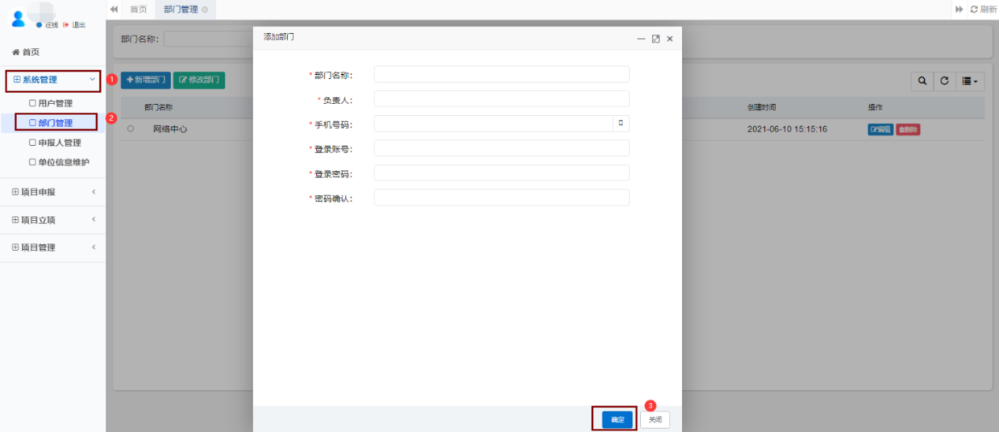 首页
部门管理
刷新
在线 退出
首页
系统管理
1
用户管理
2
部门管理
申报人管理
单位信息维护
项目申报
项目立项
项目管理
部门名称:
新增部门
修改部门
部门名称
创建时间
操作
网络中心
2021-06-10 15:15:16
编辑
删除
添加部门
* 部门名称:
* 负责人:
* 手机号码:
* 登录账号:
* 登录密码:
* 密码确认:
3
确定
关闭